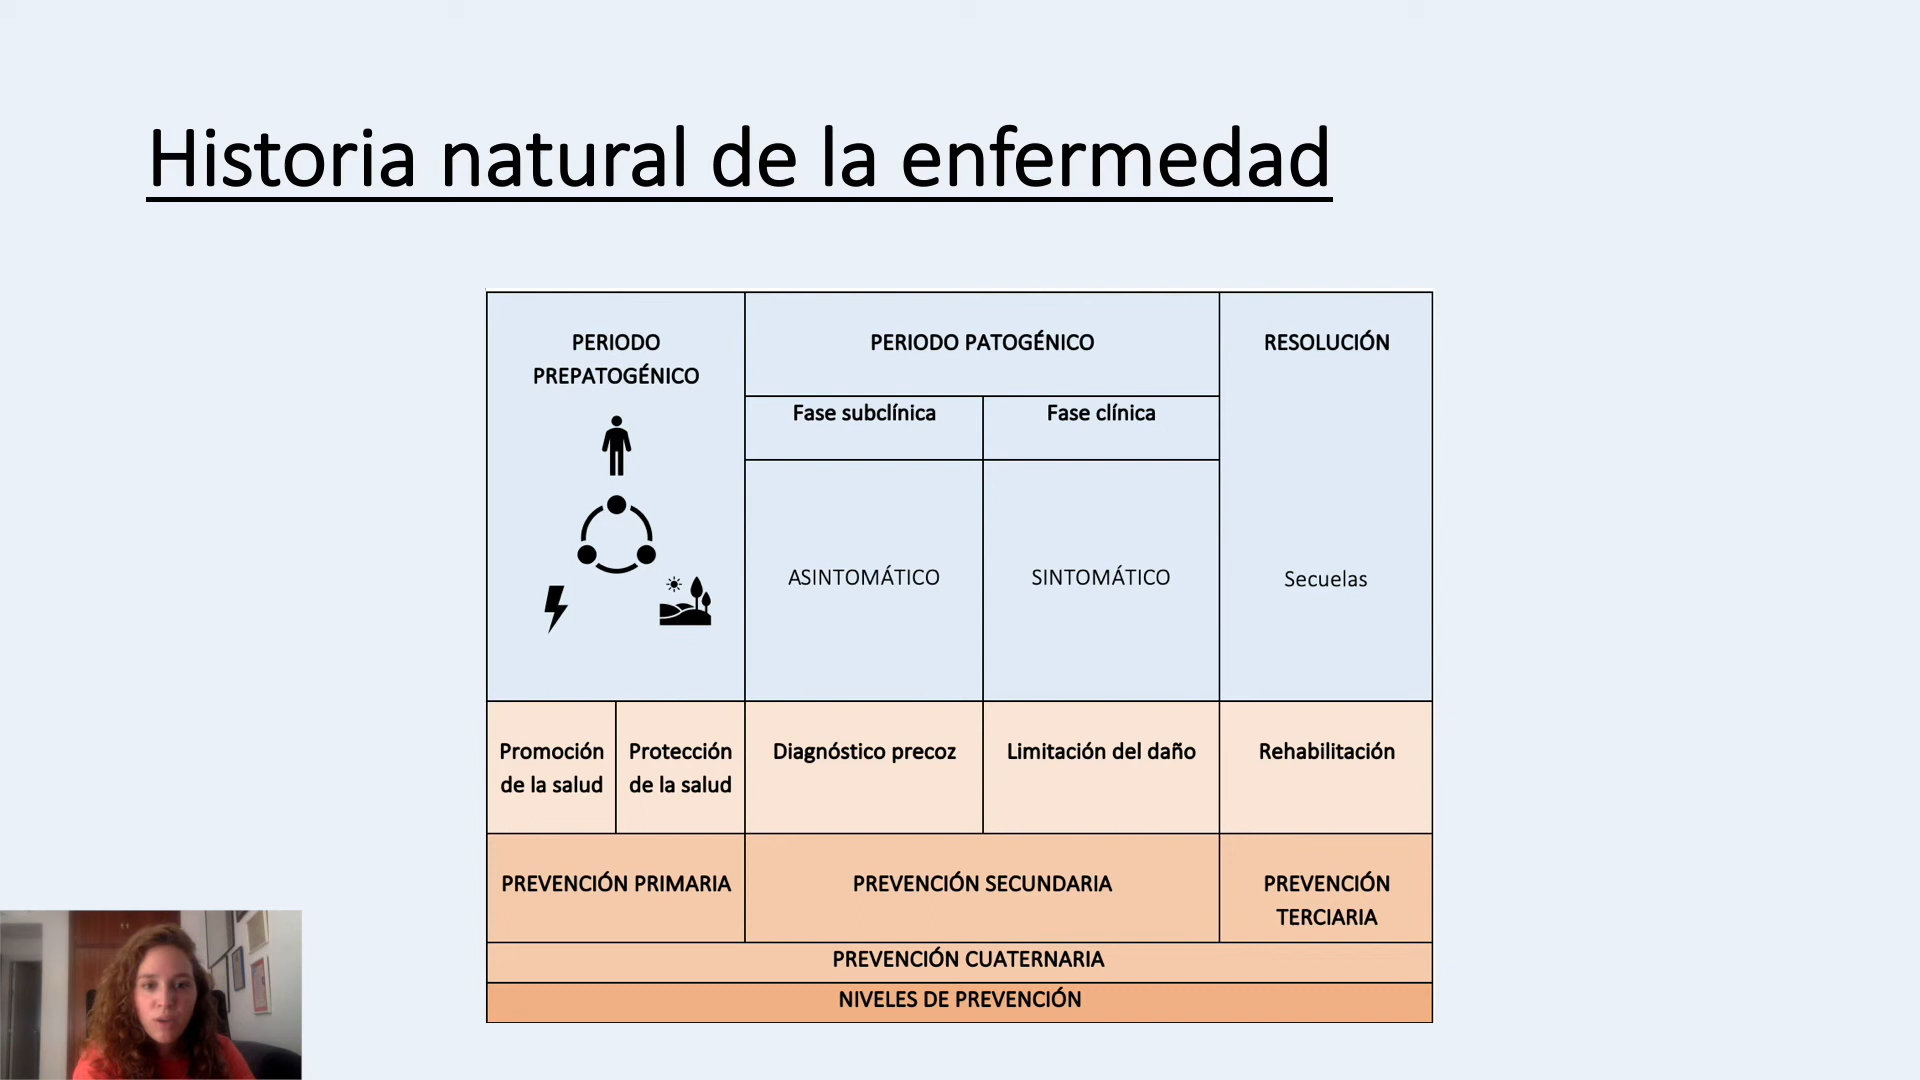 Historia natural de la enfermedad
PERIODO
PREPATOGÉNICO
PERIODO PATOGÉNICO
RESOLUCIÓN
Fase subclínica
Fase clínica
ASINTOMÁTICO
SINTOMÁTICO
Secuelas
Promoción
de la salud
Protección
de la salud
Diagnóstico precoz
Limitación del daño
Rehabilitación
PREVENCIÓN PRIMARIA
PREVENCIÓN SECUNDARIA
PREVENCIÓN
TERCIARIA
PREVENCIÓN CUATERNARIA
NIVELES DE PREVENCIÓN